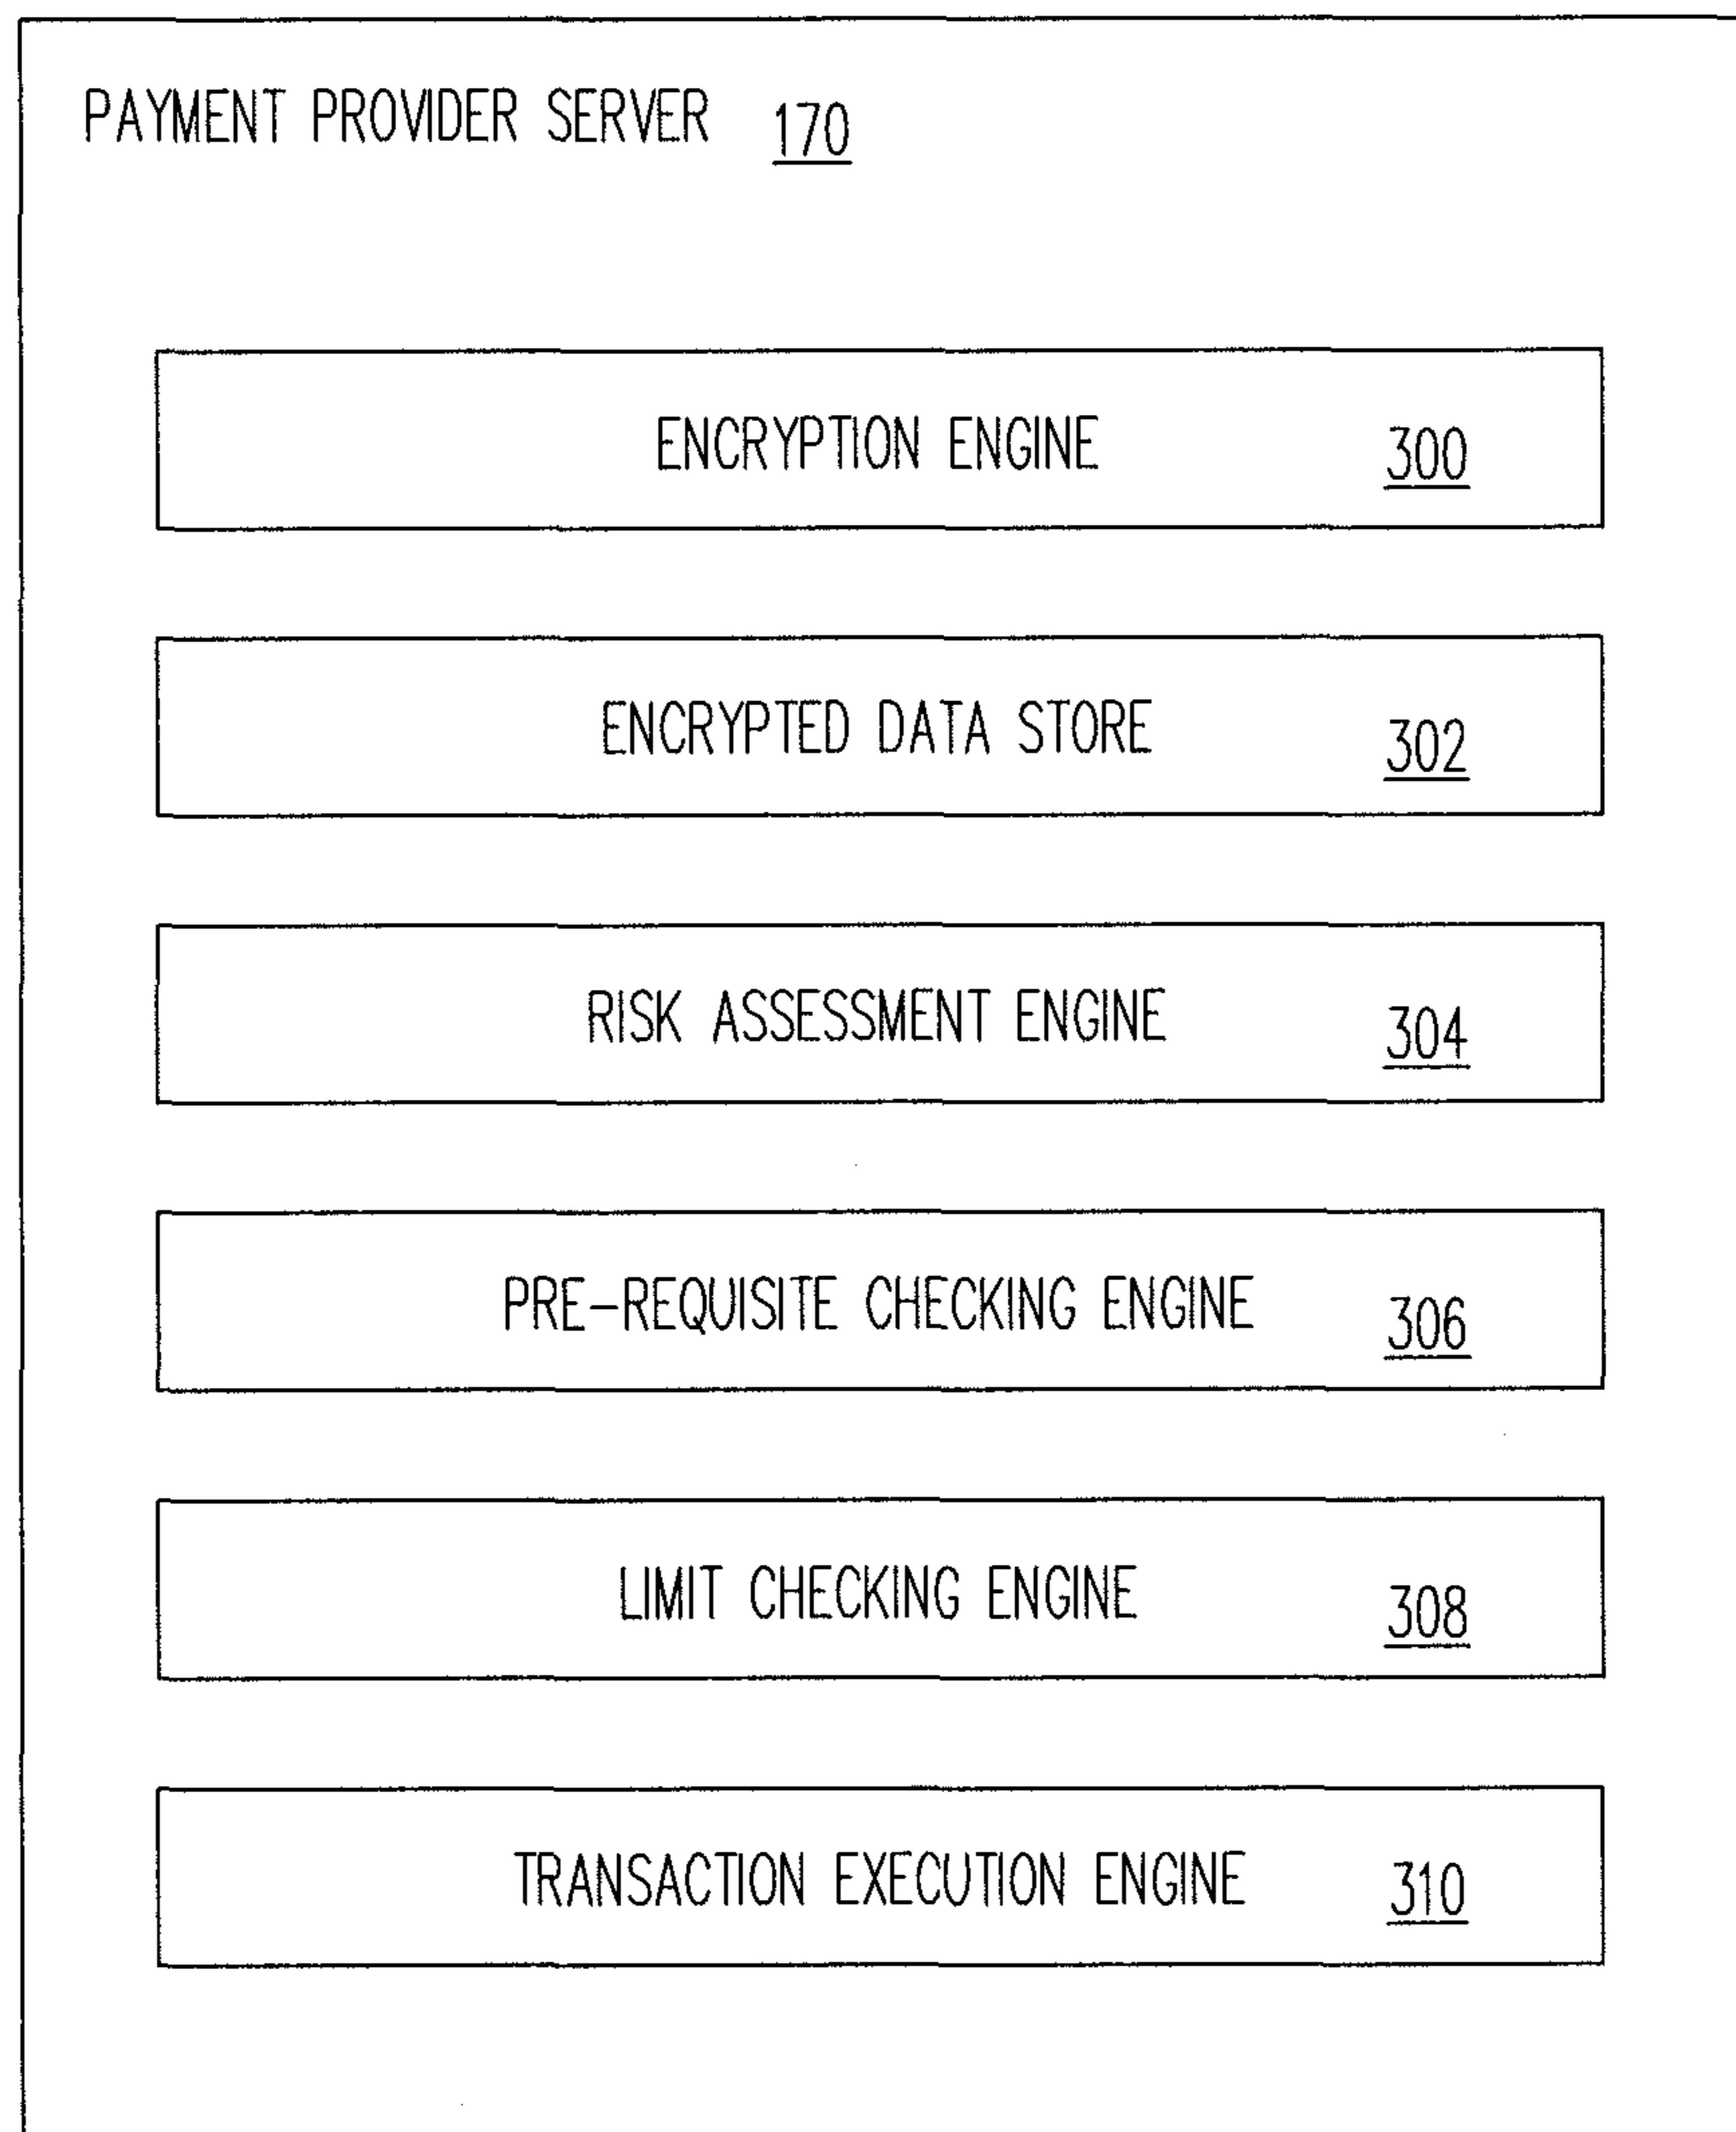 PAYMENT PROVIDER SERVER 170
ENCRYPTION ENGINE 300
ENCRYPTED DATA STORE 302
RISK ASSESSMENT ENGINE 304
PRE-REQUISITE CHECKING ENGINE 306
LIMIT CHECKING ENGINE 308
TRANSACTION EXECUTION ENGINE 310